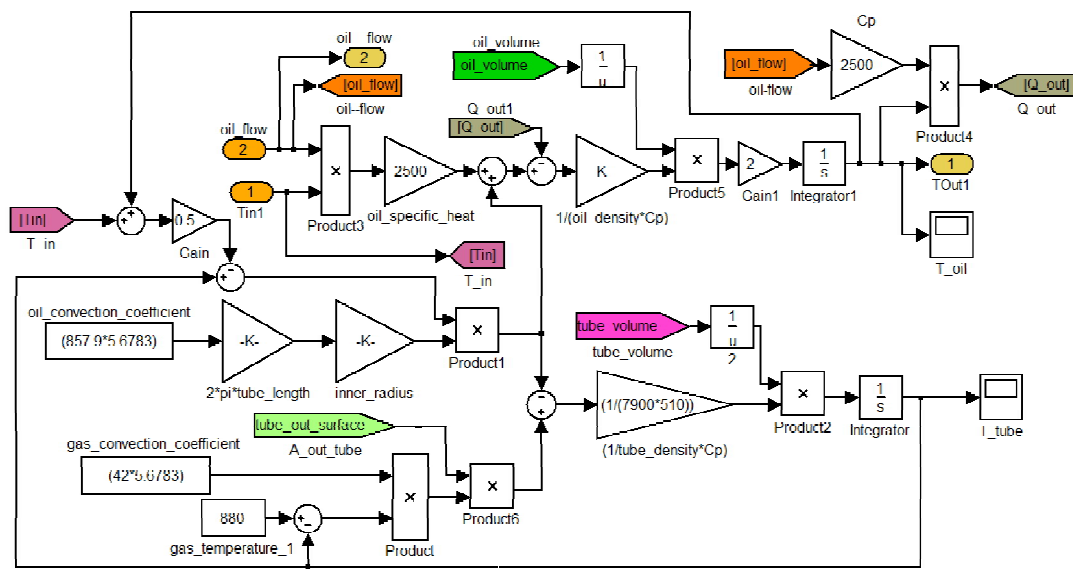 Cp
oil_flow
2
oil_volume
oil_volume
1
u
[oil_flow]
oil-flow
2500
×
Product4
[Q_out]
Q_out
[oil_flow]
oil--flow
Q_out1
[Q_out]
oil_flow
2
1
Tin1
×
Product3
2500
oil_specific_heat
K
1/(oil_density*Cp)
×
Product5
2
Gain1
1
s
Integrator1
1
TOut1
T_oil
[Tin]
T_in
0.5
Gain
[Tin]
T_in
oil_convection_coefficient
(857.9*5.6783)
-K-
2*pi*tube_length
-K-
inner_radius
×
Product1
tube_volume
tube_volume
1
u
2
(1/(7900*510))
(1/tube_density*Cp)
×
Product2
1
s
Integrator
T_tube
tube_out_surface
A_out_tube
gas_convection_coefficient
(42*5.6783)
×
Product
×
Product6
880
gas_temperature_1